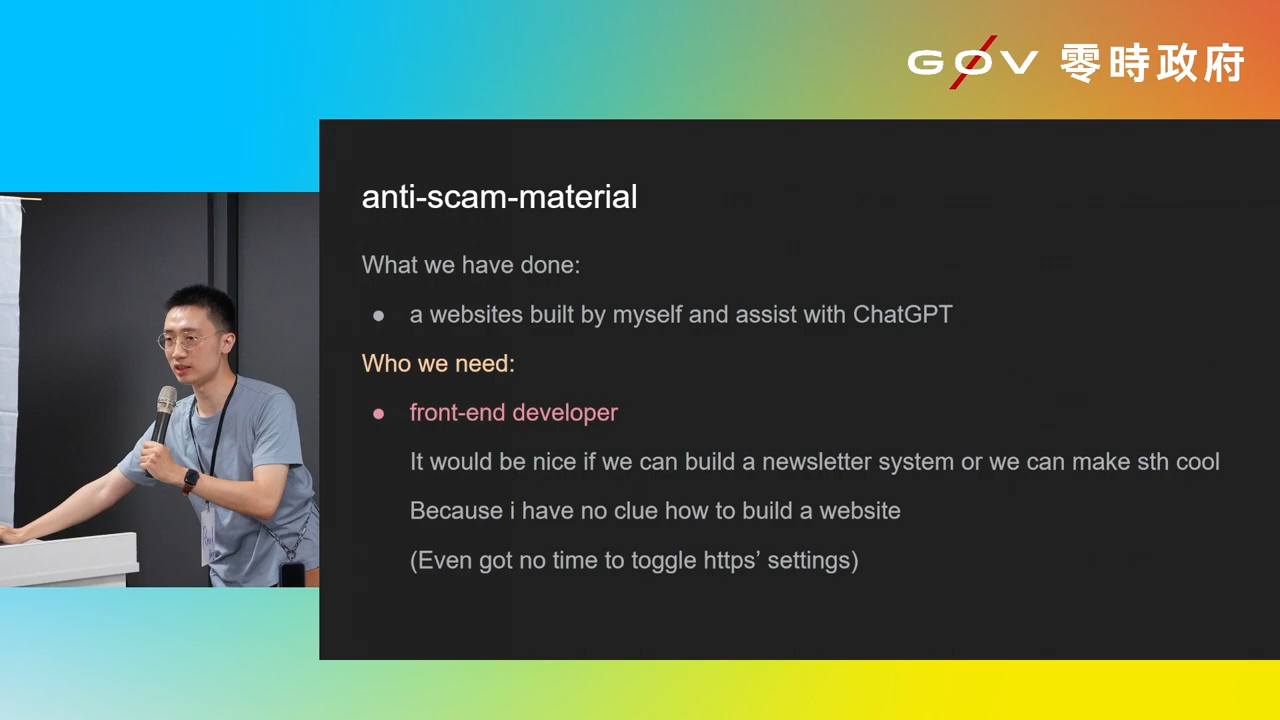 G0V 零時政府
anti-scam-material
What we have done:
● a websites built by myself and assist with ChatGPT
Who we need:
● front-end developer
It would be nice if we can build a newsletter system or we can make sth cool
Because i have no clue how to build a website
(Even got no time to toggle https’ settings)